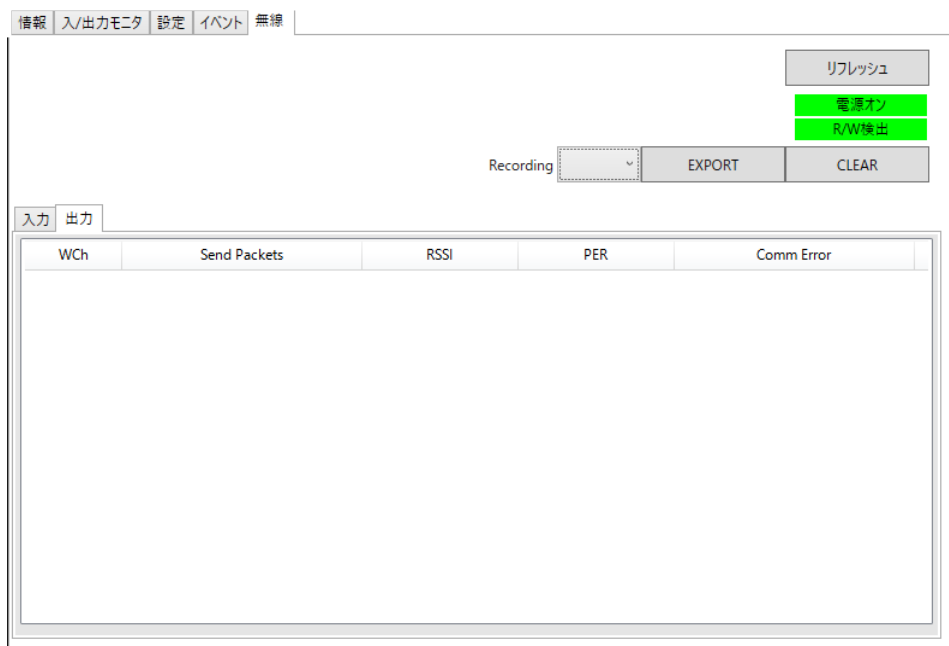 情報 入/出力モニタ 設定 イベント 無線
リフレッシュ
電源オン
R/W検出
Recording EXPORT CLEAR
入力 出力
WCh Send Packets RSSI PER Comm Error